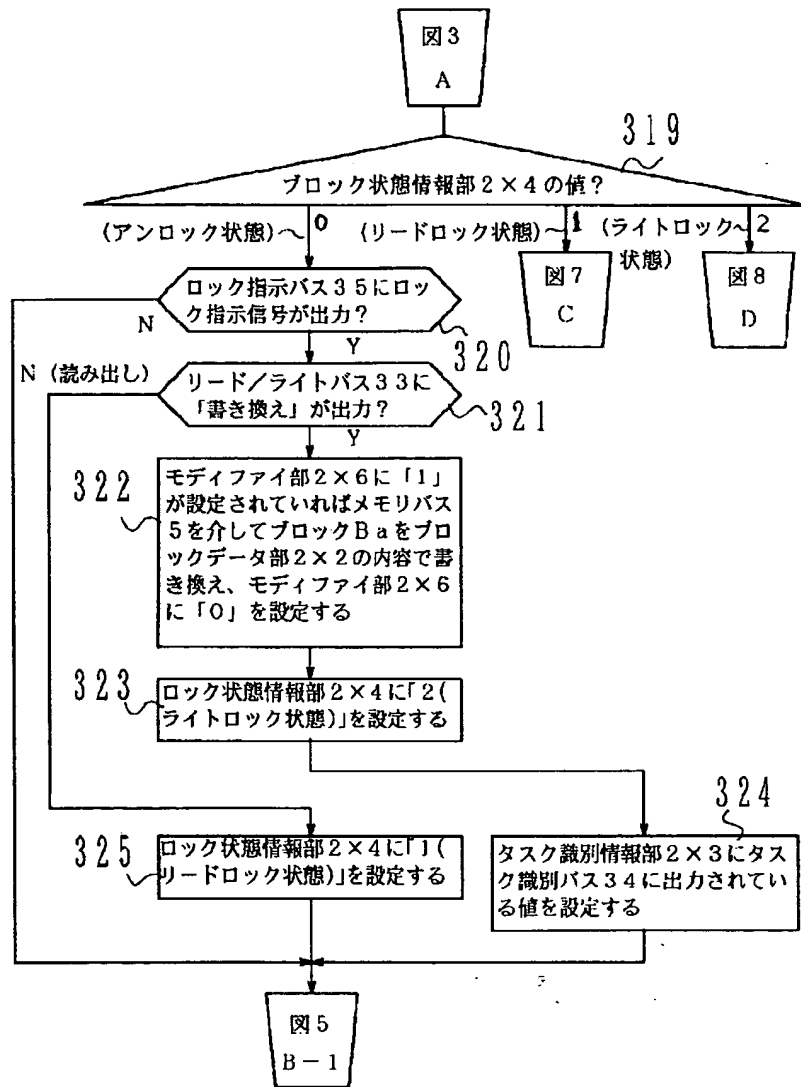 図3
A
319
ブロック状態情報部2×4の値?
(アンロック状態)
0
(リードロック状態)
1
(ライトロック
状態)
2
図7
C
図8
D
ロック指示バス35にロッ
ク指示信号が出力?
N
Y
320
N(読み出し)
リード/ライトバス33に
「書き換え」が出力?
321
Y
322
モディファイ部2×6に「1」
が設定されていればメモリバス
5を介してブロックBaをブロ
ックデータ部2×2の内容で書
き換え、モディファイ部2×6
に「0」を設定する
323
ロック状態情報部2×4に「2(
ライトロック状態)」を設定する
324
325
ロック状態情報部2×4に「1(
リードロック状態)」を設定する
タスク識別情報部2×3にタス
ク識別バス34に出力されてい
る値を設定する
図5
B-1